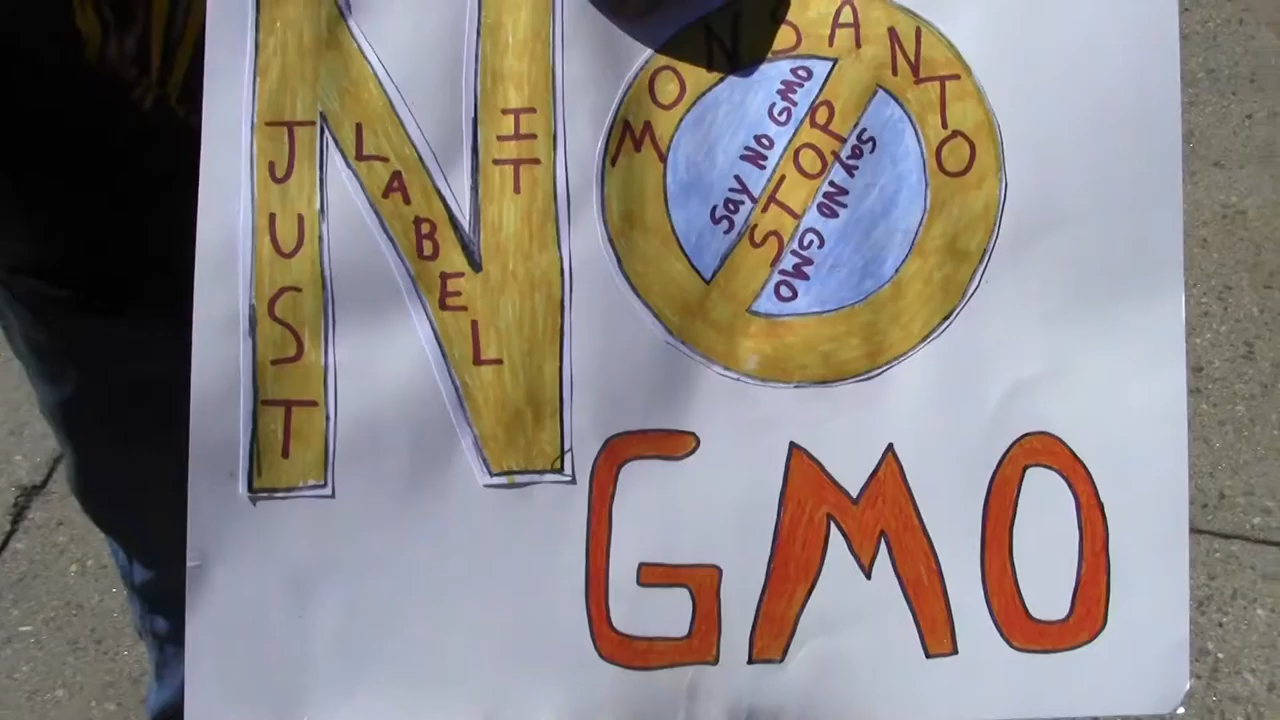 NO
JUST
LABEL
IT
MONSANTO
SAY NO GMO
STOP
SAY NO GMO
GMO